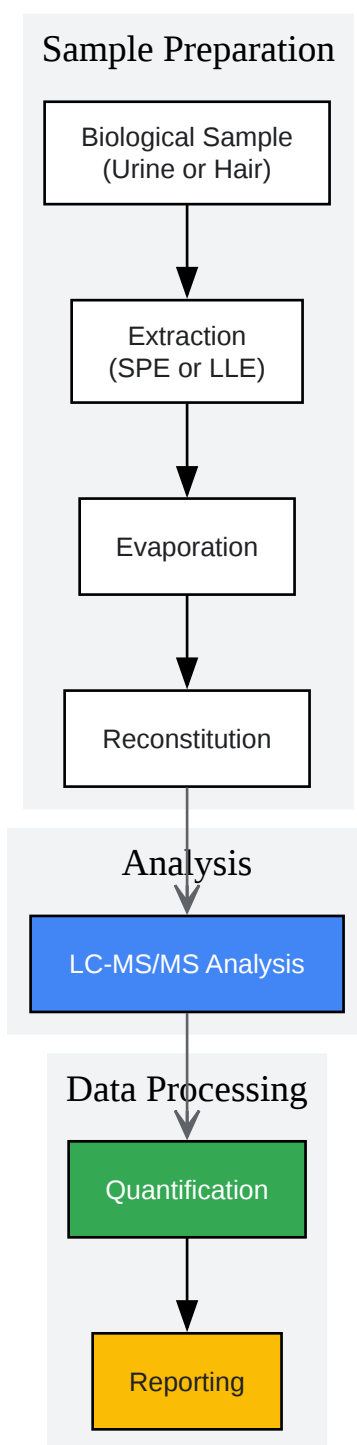 Sample Preparation
Biological Sample
(Urine or Hair)
Extraction
(SPE or LLE)
Evaporation
Reconstitution
Analysis
LC-MS/MS Analysis
Data Processing
Quantification
Reporting